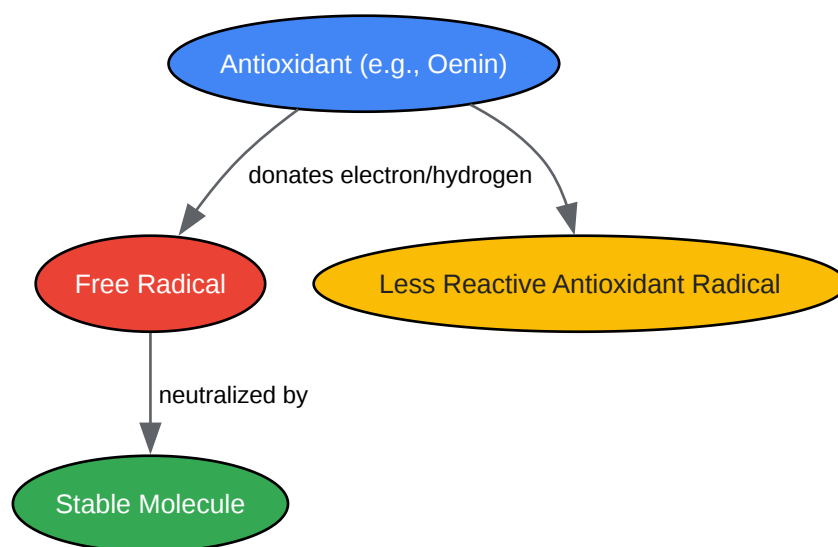 Antioxidant (e.g., Oenin)
donates electron/hydrogen
Free Radical
Less Reactive Antioxidant Radical
neutralized by
Stable Molecule